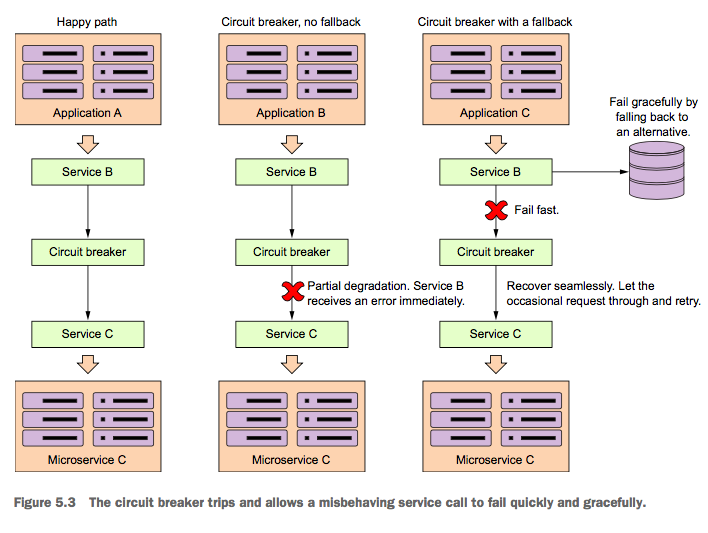 Happy path
Circuit breaker, no fallback
Circuit breaker with a fallback
Application A
Application B
Application C
Fail gracefully by
falling back to
an alternative.
Service B
Service B
Service B
Fail fast.
Circuit breaker
Circuit breaker
Circuit breaker
Partial degradation. Service B
receives an error immediately.
Recover seamlessly. Let the
occasional request through and retry.
Service C
Service C
Service C
Microservice C
Microservice C
Microservice C
Figure 5.3 The circuit breaker trips and allows a misbehaving service call to fail quickly and gracefully.